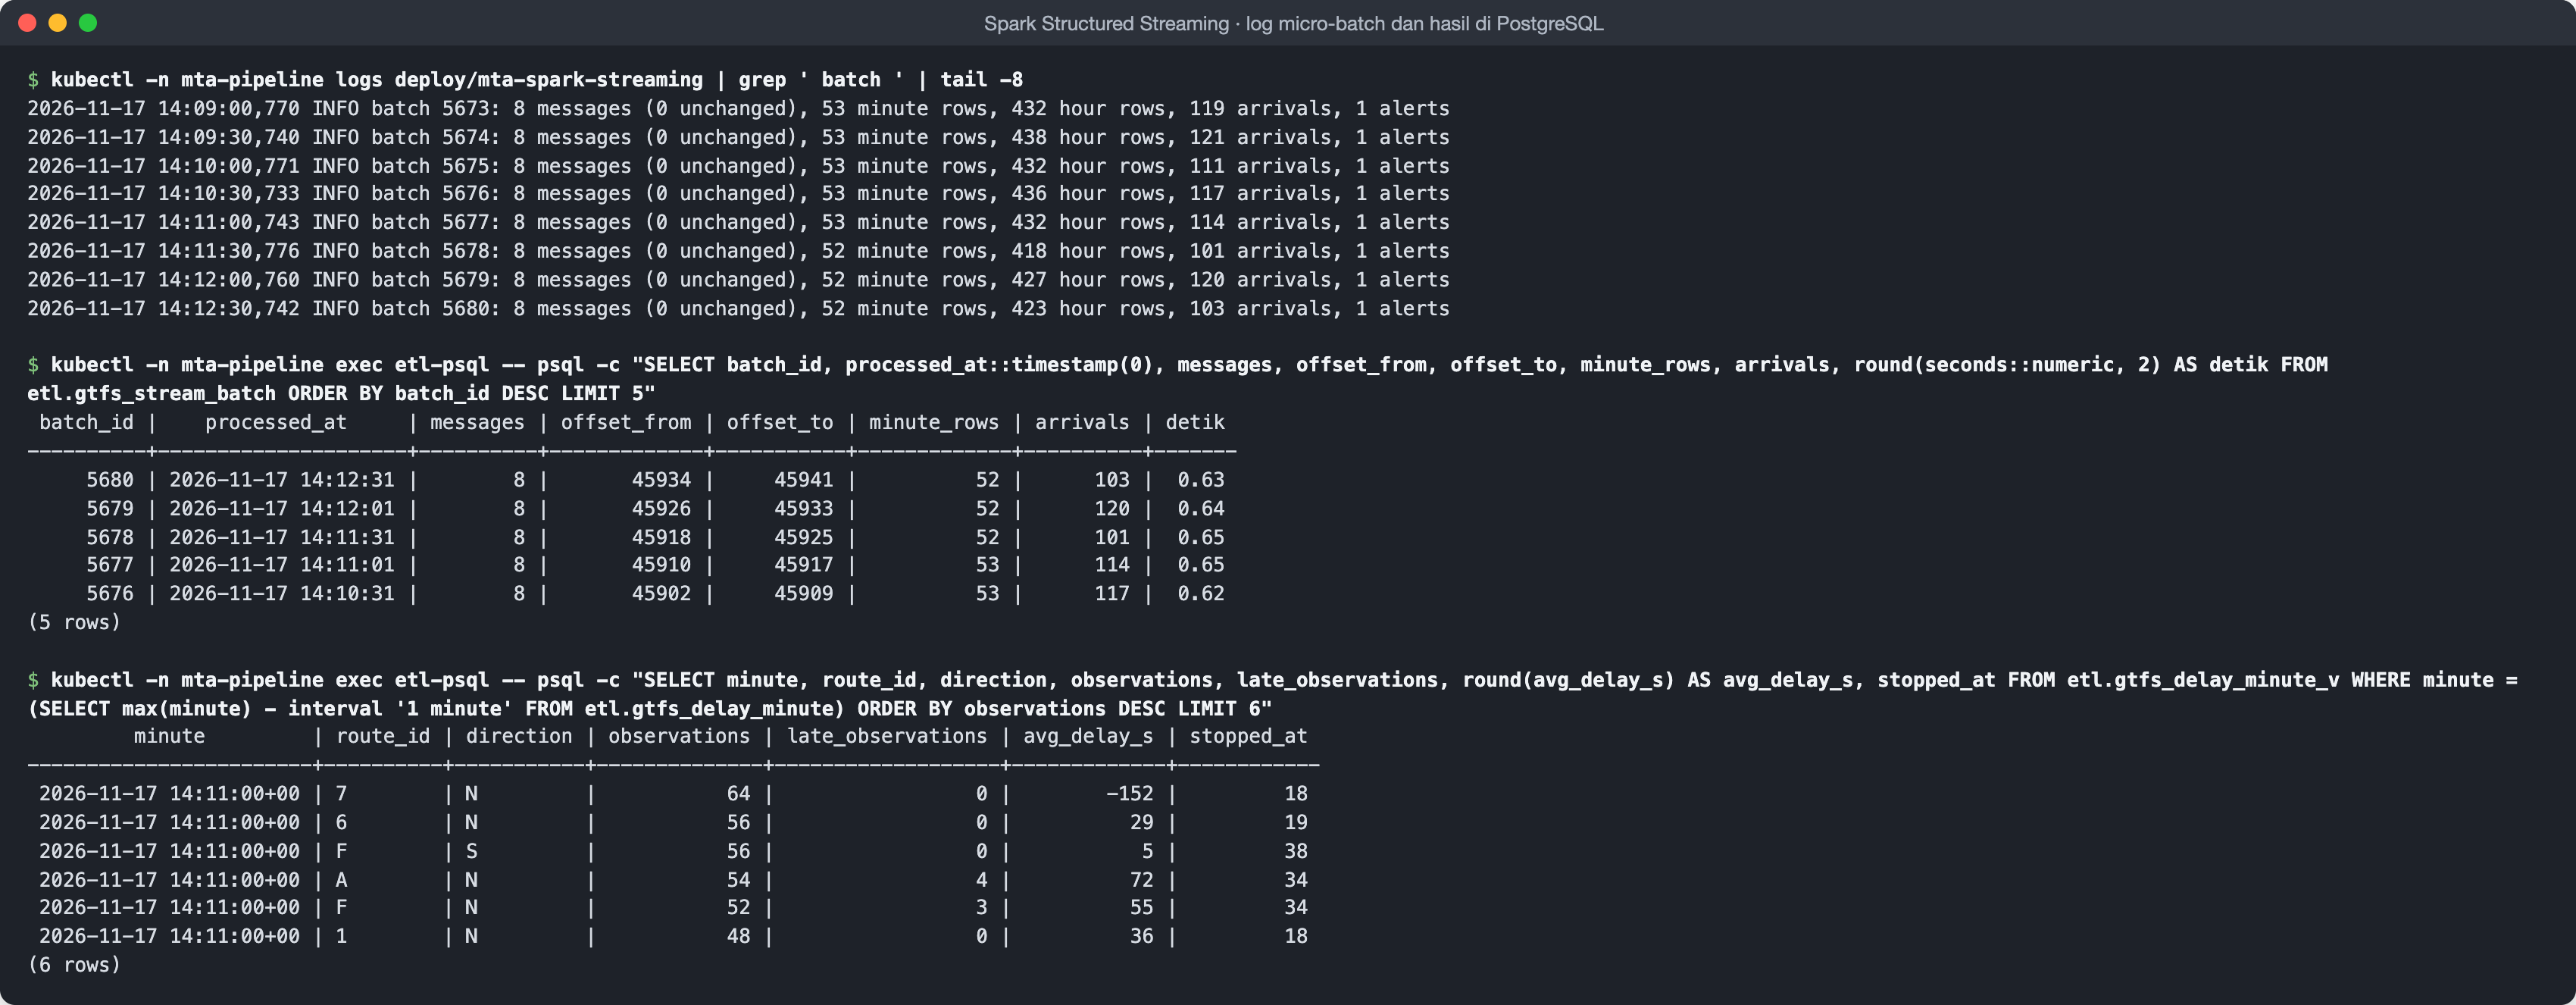 Spark Structured Streaming · log micro-batch dan hasil di PostgreSQL
$ kubectl -n mta-pipeline logs deploy/mta-spark-streaming | grep ' batch ' | tail -8
2026-11-17 14:09:00,770 INFO batch 5673: 8 messages (0 unchanged), 53 minute rows, 432 hour rows, 119 arrivals, 1 alerts
2026-11-17 14:09:30,740 INFO batch 5674: 8 messages (0 unchanged), 53 minute rows, 438 hour rows, 121 arrivals, 1 alerts
2026-11-17 14:10:00,771 INFO batch 5675: 8 messages (0 unchanged), 53 minute rows, 432 hour rows, 111 arrivals, 1 alerts
2026-11-17 14:10:30,733 INFO batch 5676: 8 messages (0 unchanged), 53 minute rows, 436 hour rows, 117 arrivals, 1 alerts
2026-11-17 14:11:00,743 INFO batch 5677: 8 messages (0 unchanged), 53 minute rows, 432 hour rows, 114 arrivals, 1 alerts
2026-11-17 14:11:30,776 INFO batch 5678: 8 messages (0 unchanged), 52 minute rows, 418 hour rows, 101 arrivals, 1 alerts
2026-11-17 14:12:00,760 INFO batch 5679: 8 messages (0 unchanged), 52 minute rows, 427 hour rows, 120 arrivals, 1 alerts
2026-11-17 14:12:30,742 INFO batch 5680: 8 messages (0 unchanged), 52 minute rows, 423 hour rows, 103 arrivals, 1 alerts
$ kubectl -n mta-pipeline exec etl-psql -- psql -c "SELECT batch_id, processed_at::timestamp(0), messages, offset_from, offset_to, minute_rows, arrivals, round(seconds::numeric, 2) AS detik FROM
etl.gtfs_stream_batch ORDER BY batch_id DESC LIMIT 5"
 batch_id |    processed_at     | messages | offset_from | offset_to | minute_rows | arrivals | detik
----------+---------------------+----------+-------------+-----------+-------------+----------+-------
     5680 | 2026-11-17 14:12:31 |        8 |       45934 |     45941 |          52 |      103 |  0.63
     5679 | 2026-11-17 14:12:01 |        8 |       45926 |     45933 |          52 |      120 |  0.64
     5678 | 2026-11-17 14:11:31 |        8 |       45918 |     45925 |          52 |      101 |  0.65
     5677 | 2026-11-17 14:11:01 |        8 |       45910 |     45917 |          53 |      114 |  0.65
     5676 | 2026-11-17 14:10:31 |        8 |       45902 |     45909 |          53 |      117 |  0.62
(5 rows)
$ kubectl -n mta-pipeline exec etl-psql -- psql -c "SELECT minute, route_id, direction, observations, late_observations, round(avg_delay_s) AS avg_delay_s, stopped_at FROM etl.gtfs_delay_minute_v WHERE minute =
(SELECT max(minute) - interval '1 minute' FROM etl.gtfs_delay_minute) ORDER BY observations DESC LIMIT 6"
         minute         | route_id | direction | observations | late_observations | avg_delay_s | stopped_at
------------------------+----------+-----------+--------------+-------------------+-------------+------------
 2026-11-17 14:11:00+00 | 7        | N         |           64 |                 0 |        -152 |         18
 2026-11-17 14:11:00+00 | 6        | N         |           56 |                 0 |          29 |         19
 2026-11-17 14:11:00+00 | F        | S         |           56 |                 0 |           5 |         38
 2026-11-17 14:11:00+00 | A        | N         |           54 |                 4 |          72 |         34
 2026-11-17 14:11:00+00 | F        | N         |           52 |                 3 |          55 |         34
 2026-11-17 14:11:00+00 | 1        | N         |           48 |                 0 |          36 |         18
(6 rows)